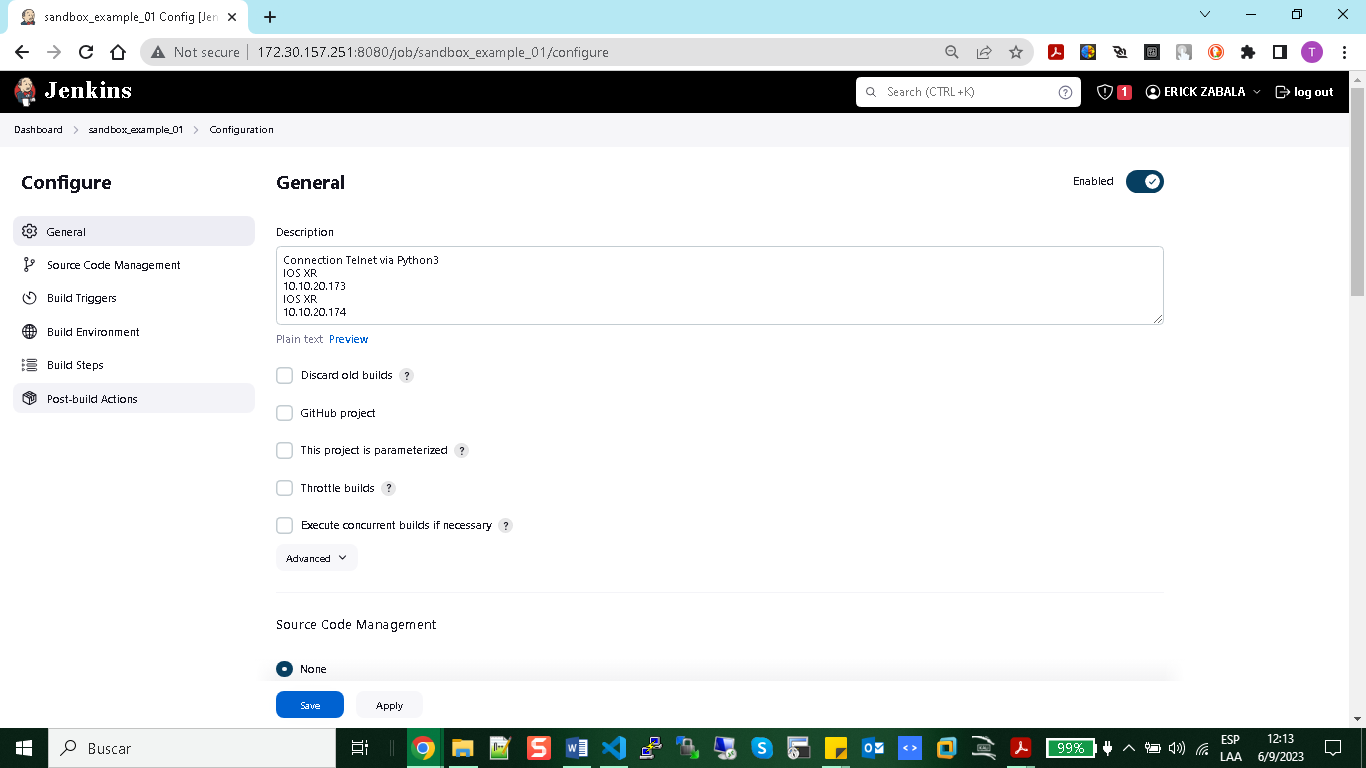 sandbox_example_01 Config [Jen
Not secure
172.30.157.251:8080/job/sandbox_example_01/configure
T
Jenkins
Search (CTRL+K)
?
1
ERICK ZABALA
log out
Dashboard
sandbox_example_01
Configuration
Configure
General
Source Code Management
Build Triggers
Build Environment
Build Steps
Post-build Actions
General
Enabled
Description
Connection Telnet via Python3
IOS XR
10.10.20.173
IOS XR
10.10.20.174
Plain text Preview
Discard old builds ?
GitHub project
This project is parameterized ?
Throttle builds ?
Execute concurrent builds if necessary ?
Advanced
Source Code Management
None
Save
Apply
Buscar
99%
ESP
LAA
12:13
6/9/2023